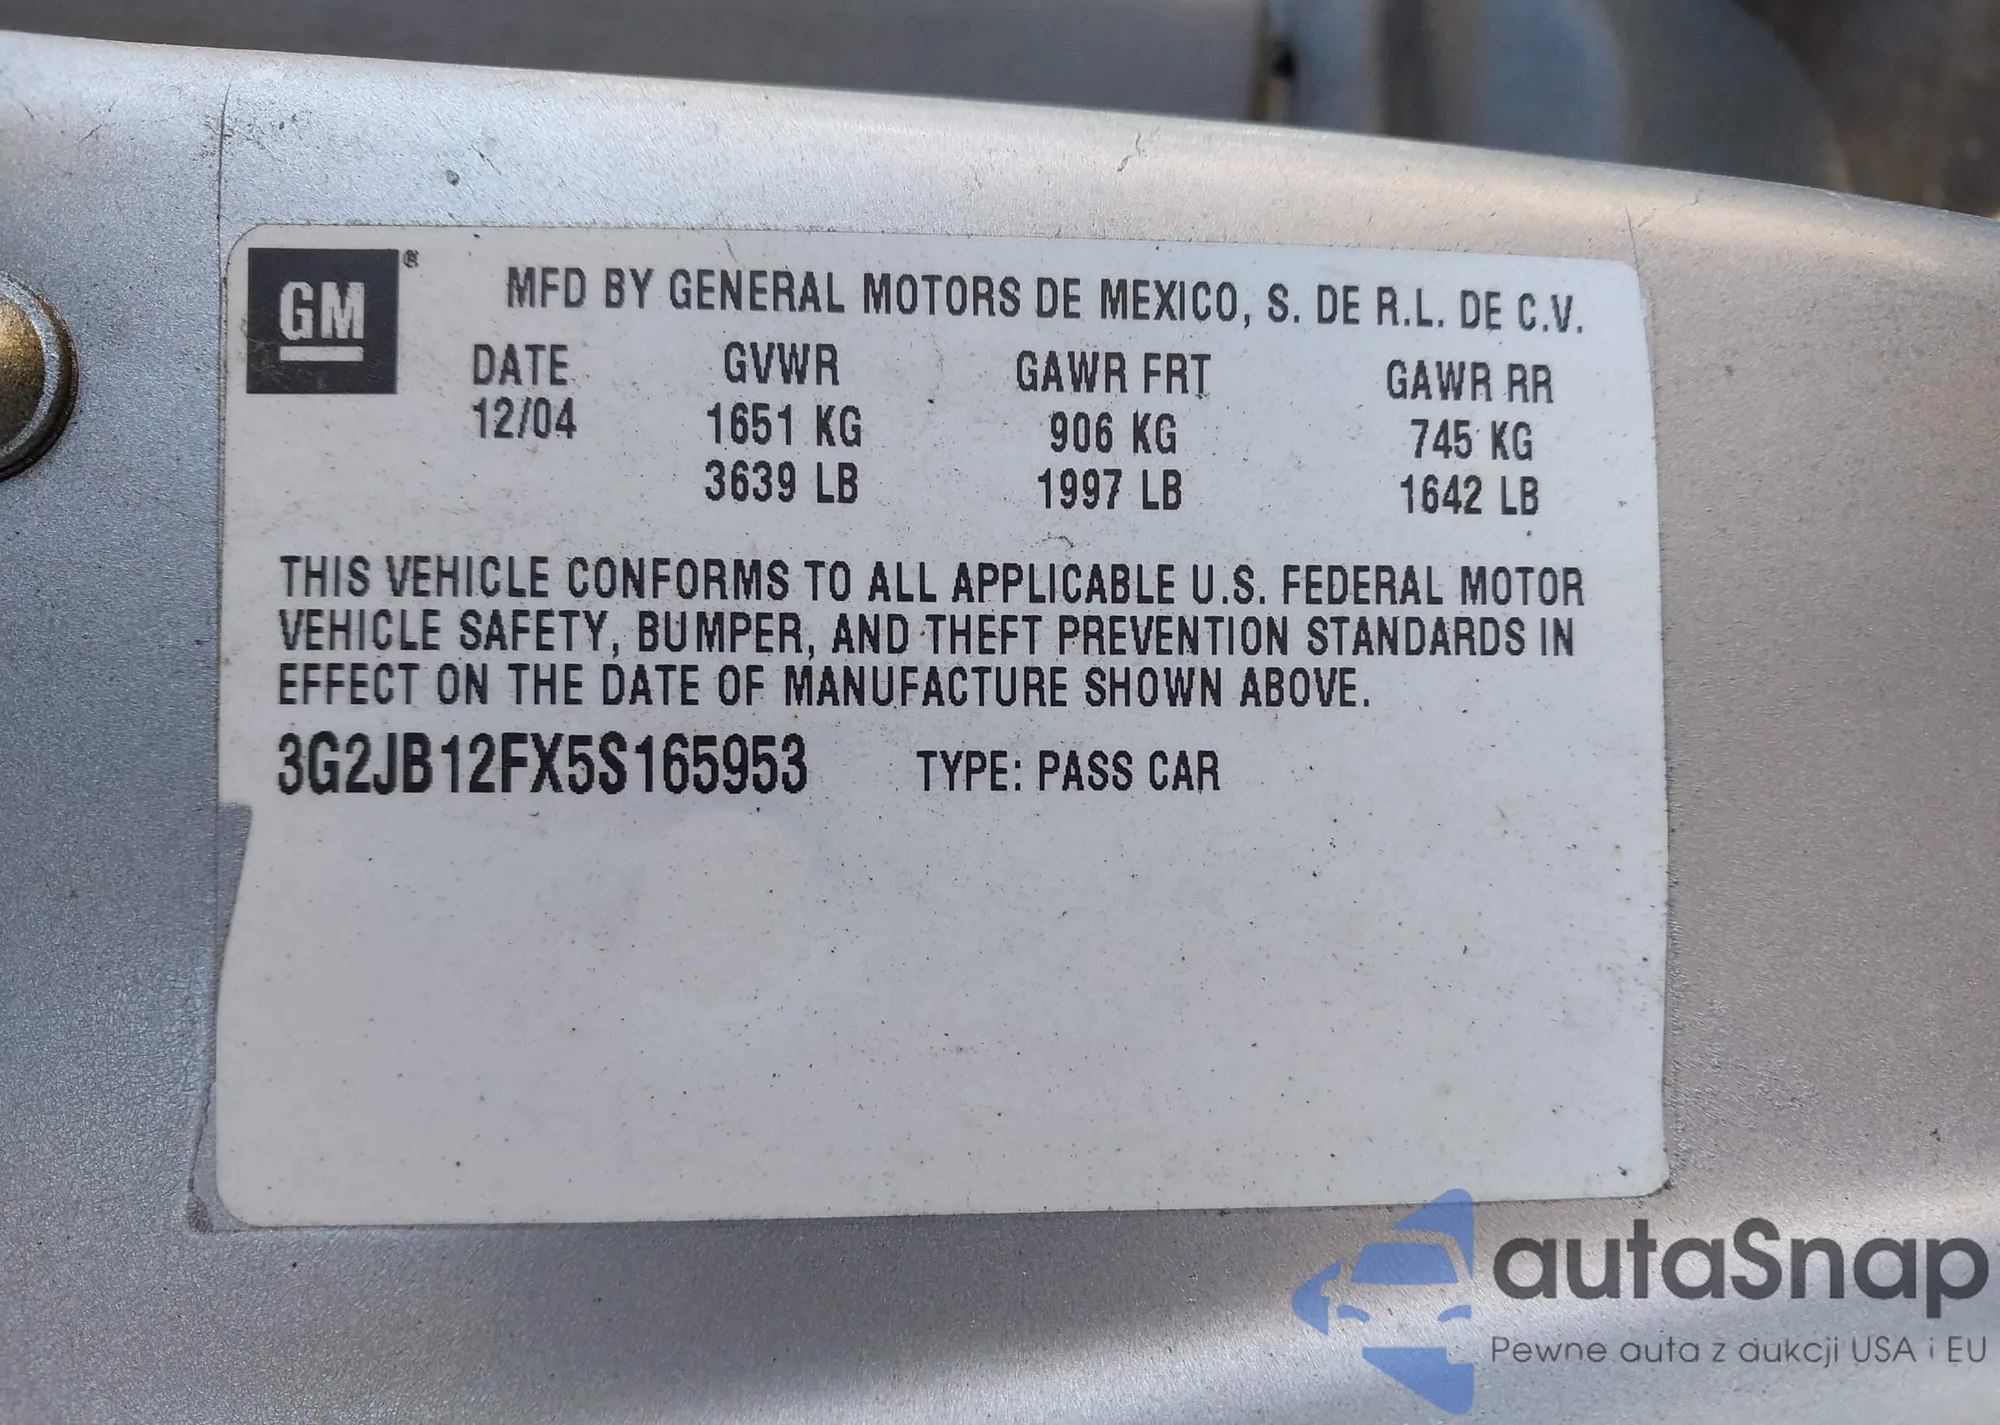 GM ®
MFD BY GENERAL MOTORS DE MEXICO, S. DE R.L. DE C.V.
DATE GVWR GAWR FRT GAWR RR
12/04 1651 KG 906 KG 745 KG
3639 LB 1997 LB 1642 LB
THIS VEHICLE CONFORMS TO ALL APPLICABLE U.S. FEDERAL MOTOR
VEHICLE SAFETY, BUMPER, AND THEFT PREVENTION STANDARDS IN
EFFECT ON THE DATE OF MANUFACTURE SHOWN ABOVE.
3G2JB12FX5S165953 TYPE: PASS CAR
autaSnap
Pewne auta z aukcji USA i EU